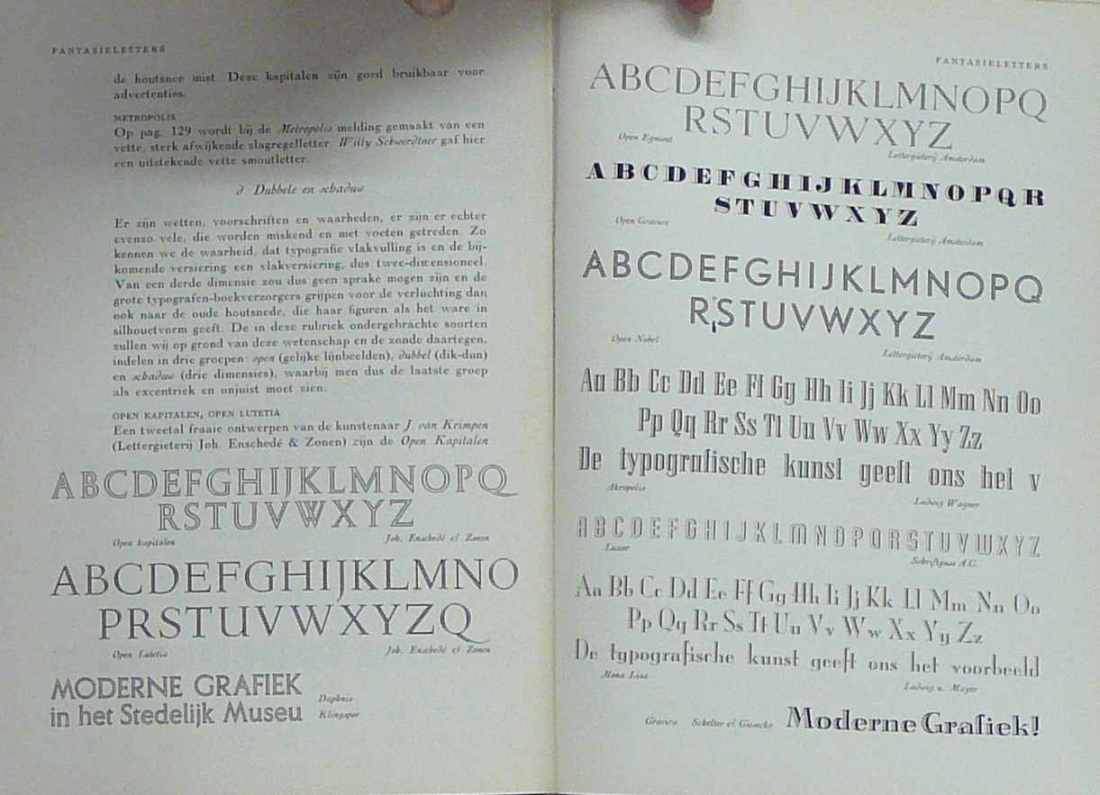 FANTASIELETTERS
de houtsnee mist. Deze kapitalen zijn goed bruikbaar voor
advertenties.
METROPOLIS
Op pag. 129 wordt bij de Metropolis melding gemaakt van een
vette, sterk afwijkende slagregelletter. Willy Schwerdtner gaf hier
een uitstekende vette smoutletter.
d Dubbele en schaduw
Er zijn wetten, voorschriften en waarheden, er zijn er echter
evenzo vele, die worden miskend en met voeten getreden. Zo
kennen we de waarheid, dat typografie vlakvulling is en de bij-
komende versiering een vlakversiering, dus twee-dimensioneel.
Van een derde dimensie zou dus geen sprake mogen zijn en de
grote typografen-boekverzorgers grijpen voor de verluchting dan
ook naar de oude houtsnede, die haar figuren als het ware in
silhouetvorm geeft. De in deze rubriek ondergebrachte soorten
zullen wij op grond van deze wetenschap en de zonde daartegen,
indelen in drie groepen: open (gelijke lijnbeelden), dubbel (dik-dun)
en schaduw (drie dimensies), waarbij men dus de laatste groep
als excentriek en onjuist moet zien.
OPEN KAPITALEN, OPEN LUTETIA
Een tweetal fraaie ontwerpen van de kunstenaar J. van Krimpen
(Lettergieterij Joh. Enschedé & Zonen) zijn de Open Kapitalen
ABCDEFGHIJKLMNOPQ
RSTUVWXYZ
Open kapitalen Joh. Enschedé et Zonen
ABCDEFGHIJKLMNO
PRSTUVWXYZQ
Open Lutetia Joh. Enschedé et Zonen
MODERNE GRAFIEK
in het Stedelijk Museu
Daphnis
Klingspor
FANTASIELETTERS
ABCDEFGHIJKLMNOPQ
RSTUVWXYZ
Open Egmont Lettergieterij Amsterdam
ABCDEFGHIJKLMNOPQR
STUVWXYZ
Open Gravure Lettergieterij Amsterdam
ABCDEFGHIJKLMNOPQ
RSTUVWXYZ
Open Nobel Lettergieterij Amsterdam
Aa Bb Cc Dd Ee Ff Gg Hh Ii Jj Kk Ll Mm Nn Oo
Pp Qq Rr Ss Tt Uu Vv Ww Xx Yy Zz
De typografische kunst geeft ons het v
Akropolis Ludwig Wagner
ABCDEFGHIJKLMNOPQRSTUVWXYZ
Luxor Schriftguss A.G.
Aa Bb Cc Dd Ee Ff Gg Hh Ii Jj Kk Ll Mm Nn Oo
Pp Qq Rr Ss Tt Uu Vv Ww Xx Yy Zz
De typografische kunst geeft ons het voorbeeld
Mona Lisa Ludwig u. Mayer
Gravura Schelter et Giesecke Moderne Grafiek!